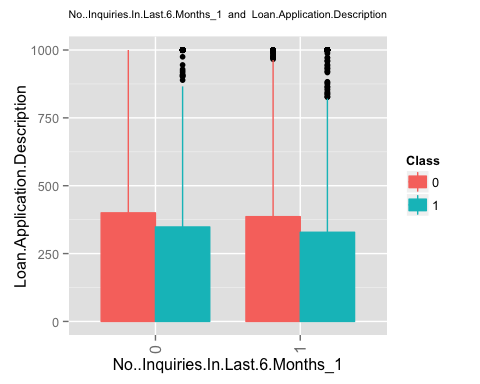 No..Inquiries.In.Last.6.Months_1 and Loan.Application.Description
1000
750
500
250
0
Loan.Application.Description
0
1
No..Inquiries.In.Last.6.Months_1
Class
0
1